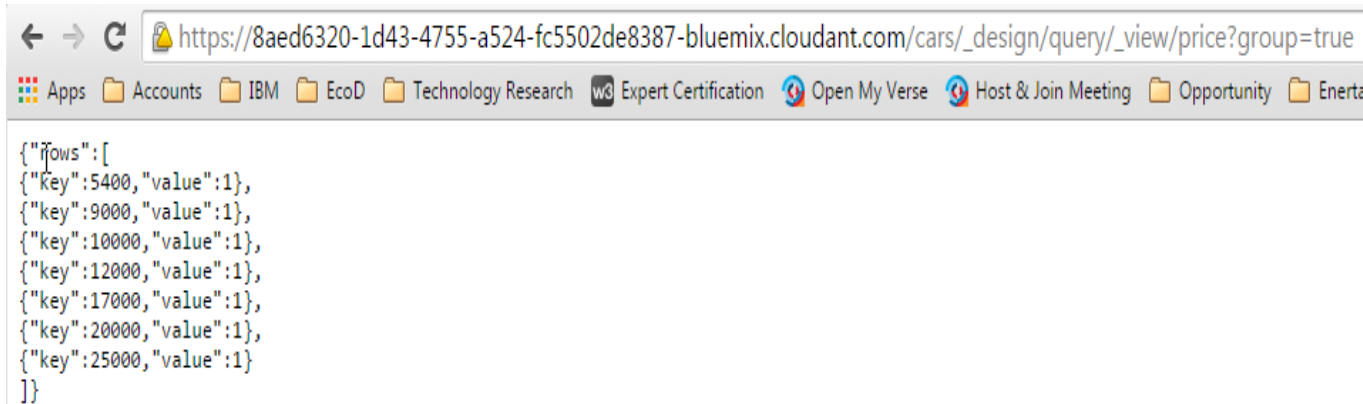 https://8aed6320-1d43-4755-a524-fc5502de8387-bluemix.cloudant.com/cars/_design/query/_view/price?group=true
Apps Accounts IBM EcoD Technology Research w3 Expert Certification Open My Verse Host & Join Meeting Opportunity Enerta
{"rows":[
{"key":5400,"value":1},
{"key":9000,"value":1},
{"key":10000,"value":1},
{"key":12000,"value":1},
{"key":17000,"value":1},
{"key":20000,"value":1},
{"key":25000,"value":1}
]}